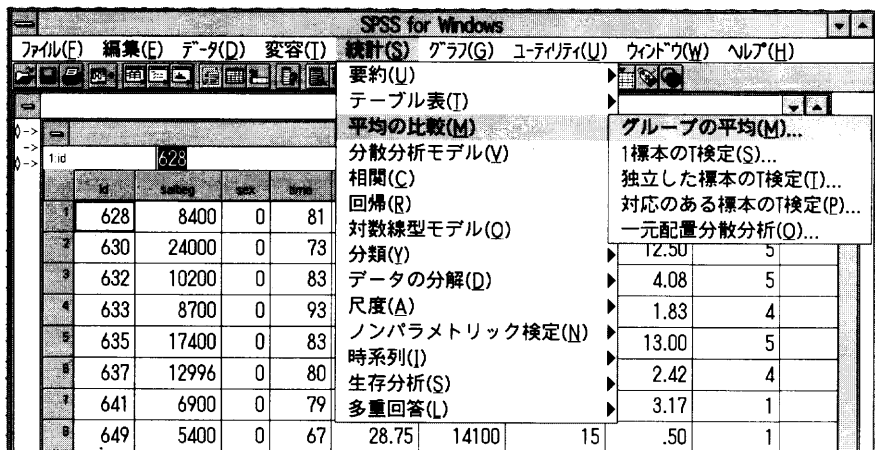 SPSS for Windows
ファイル(F) 編集(E) データ(D) 変容(T) 統計(S) グラフ(G) ユーティリティ(U) ウィンドウ(W) ヘルプ(H)
要約(U)
テーブル表(T)
平均の比較(M)
分散分析モデル(V)
相関(C)
回帰(R)
対数線型モデル(O)
分類(Y)
データの分解(D)
尺度(A)
ノンパラメトリック検定(N)
時系列(I)
生存分析(S)
多重回答(L)
グループの平均(M)...
1標本のT検定(S)...
独立した標本のT検定(T)...
対応のある標本のT検定(P)...
一元配置分散分析(O)...
1:id 628
id salbeg sex time
1 628 8400 0 81
2 630 24000 0 73 12.50 5
3 632 10200 0 83 4.08 5
4 633 8700 0 93 1.83 4
5 635 17400 0 83 13.00 5
6 637 12996 0 80 2.42 4
7 641 6900 0 79 3.17 1
8 649 5400 0 67 28.75 14100 15 .50 1